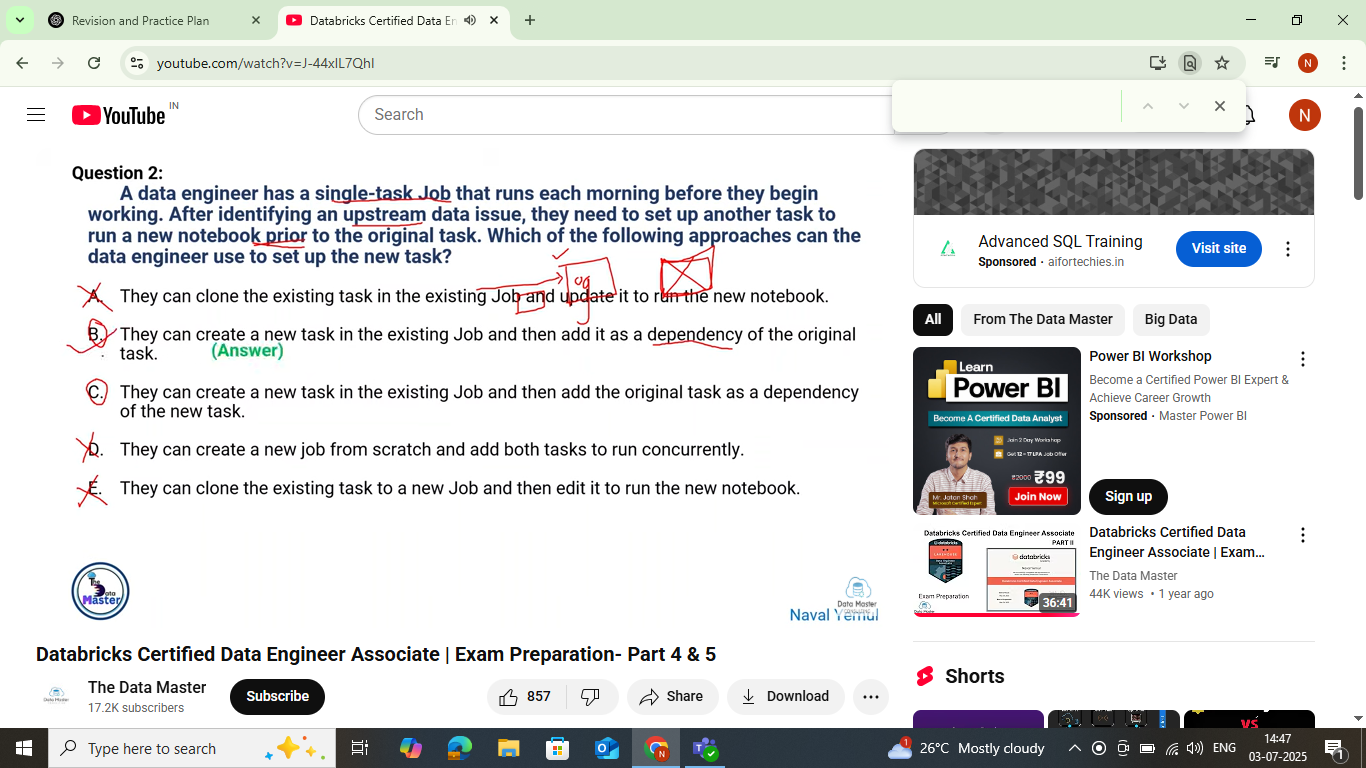 Revision and Practice Plan
Databricks Certified Data En
youtube.com/watch?v=J-44xlL7QhI
N
YouTube IN
Search
N
Question 2:
A data engineer has a single-task Job that runs each morning before they begin
working. After identifying an upstream data issue, they need to set up another task to
run a new notebook prior to the original task. Which of the following approaches can the
data engineer use to set up the new task?
og
A. They can clone the existing task in the existing Job and update it to run the new notebook.
B. They can create a new task in the existing Job and then add it as a dependency of the original
task. (Answer)
C. They can create a new task in the existing Job and then add the original task as a dependency
of the new task.
D. They can create a new job from scratch and add both tasks to run concurrently.
E. They can clone the existing task to a new Job and then edit it to run the new notebook.
The Data Master
Data Master
Naval Yemul
Databricks Certified Data Engineer Associate | Exam Preparation- Part 4 & 5
The Data Master
17.2K subscribers
Subscribe
857
Share
Download
Advanced SQL Training
Sponsored · aifortechies.in
Visit site
All
From The Data Master
Big Data
Learn
Power BI
Become A Certified Data Analyst
Join 2 Day Workshop
Get 12 - 17 LPA Job Offer
₹2000 ₹99
Join Now
Mr. Jatan Shah
Microsoft Certified Expert
Power BI Workshop
Become a Certified Power BI Expert &
Achieve Career Growth
Sponsored · Master Power BI
Sign up
Databricks Certified Data Engineer Associate
PART II
databricks
Exam Preparation
36:41
Databricks Certified Data
Engineer Associate | Exam...
The Data Master
44K views · 1 year ago
Shorts
VS
Type here to search
1
26°C Mostly cloudy
ENG
14:47
03-07-2025
1